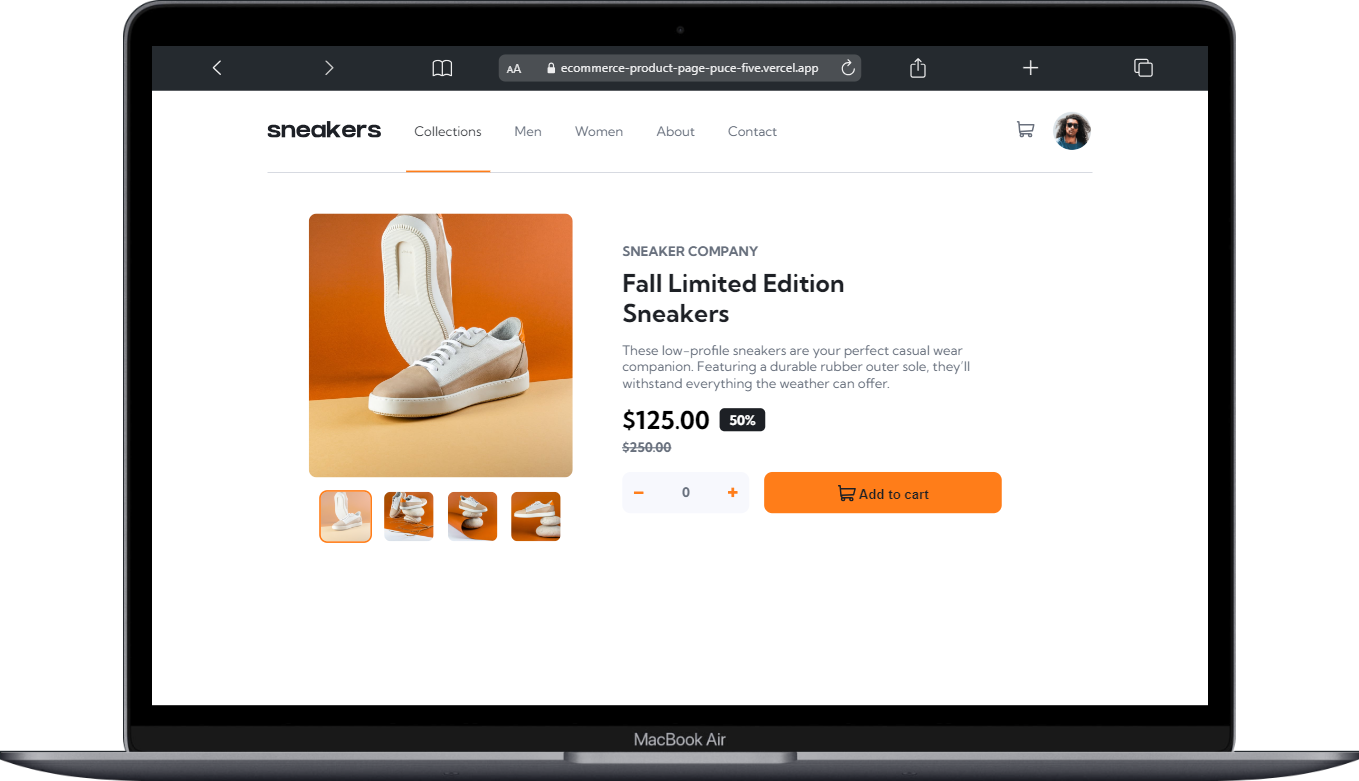 AA ecommerce-product-page-puce-five.vercel.app
sneakers Collections Men Women About Contact
SNEAKER COMPANY
Fall Limited Edition
Sneakers
These low-profile sneakers are your perfect casual wear
companion. Featuring a durable rubber outer sole, they’ll
withstand everything the weather can offer.
$125.00 50%
$250.00
− 0 + Add to cart
MacBook Air